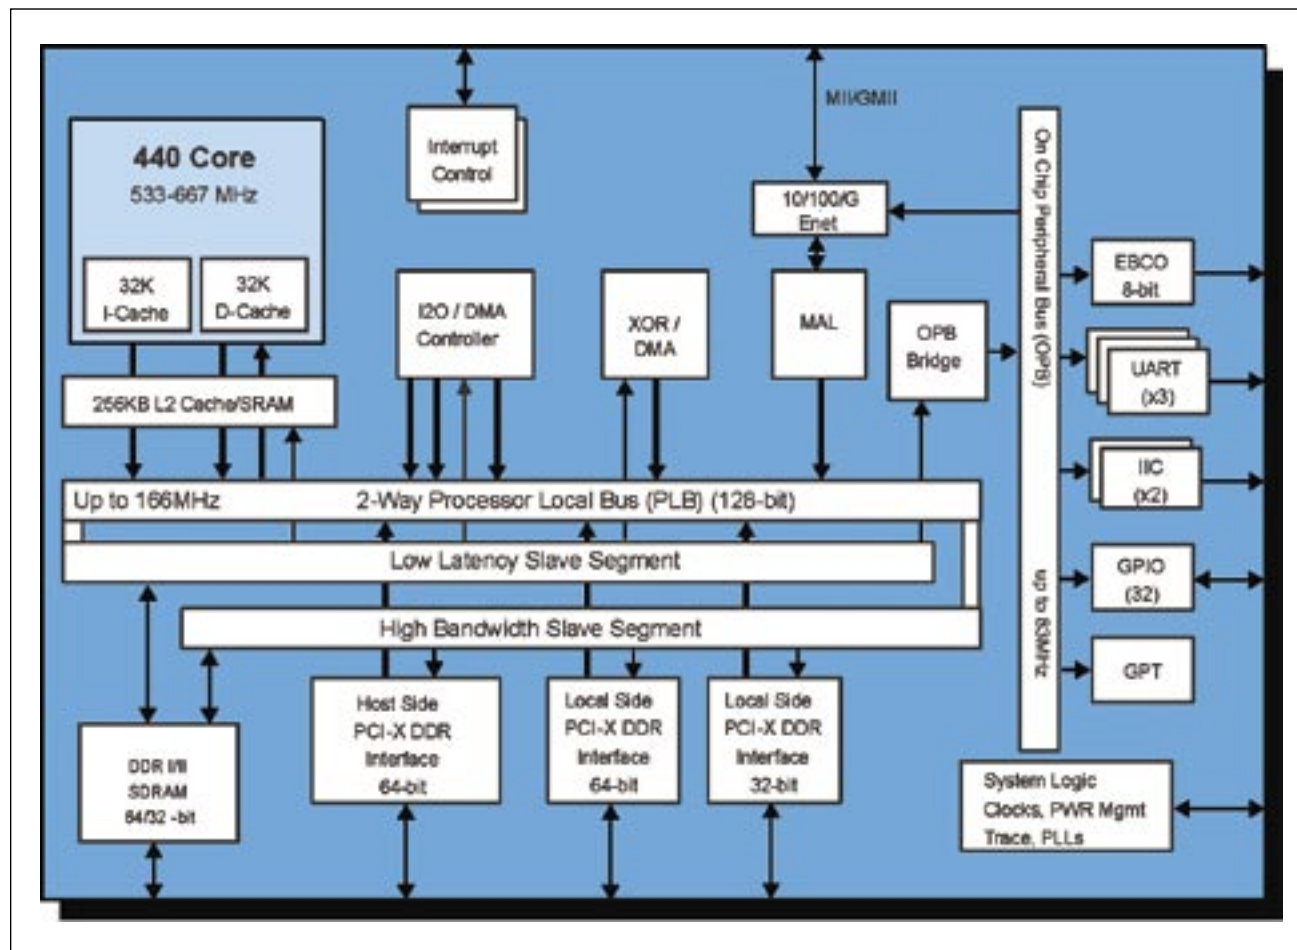 MII/GMII
440 Core
533-667 MHz
32K
I-Cache
32K
D-Cache
Interrupt
Control
10/100/G
Enet
On Chip Peripheral Bus (OPB)
up to 83MHz
EBCO
8-bit
I2O / DMA
Controller
XOR /
DMA
MAL
OPB
Bridge
UART
(x3)
256KB L2 Cache/SRAM
IIC
(x2)
Up to 166MHz
2-Way Processor Local Bus (PLB) (128-bit)
Low Latency Slave Segment
GPIO
(32)
High Bandwidth Slave Segment
GPT
Host Side
PCI-X DDR
Interface
64-bit
Local Side
PCI-X DDR
Interface
64-bit
Local Side
PCI-X DDR
Interface
32-bit
DDR I/II
SDRAM
64/32 -bit
System Logic
Clocks, PWR Mgmt
Trace, PLLs